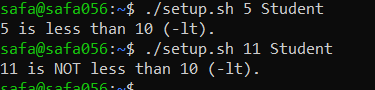 safa@safa056:~$ ./setup.sh 5 Student
5 is less than 10 (-lt).
safa@safa056:~$ ./setup.sh 11 Student
11 is NOT less than 10 (-lt).
safa@safa056:~$